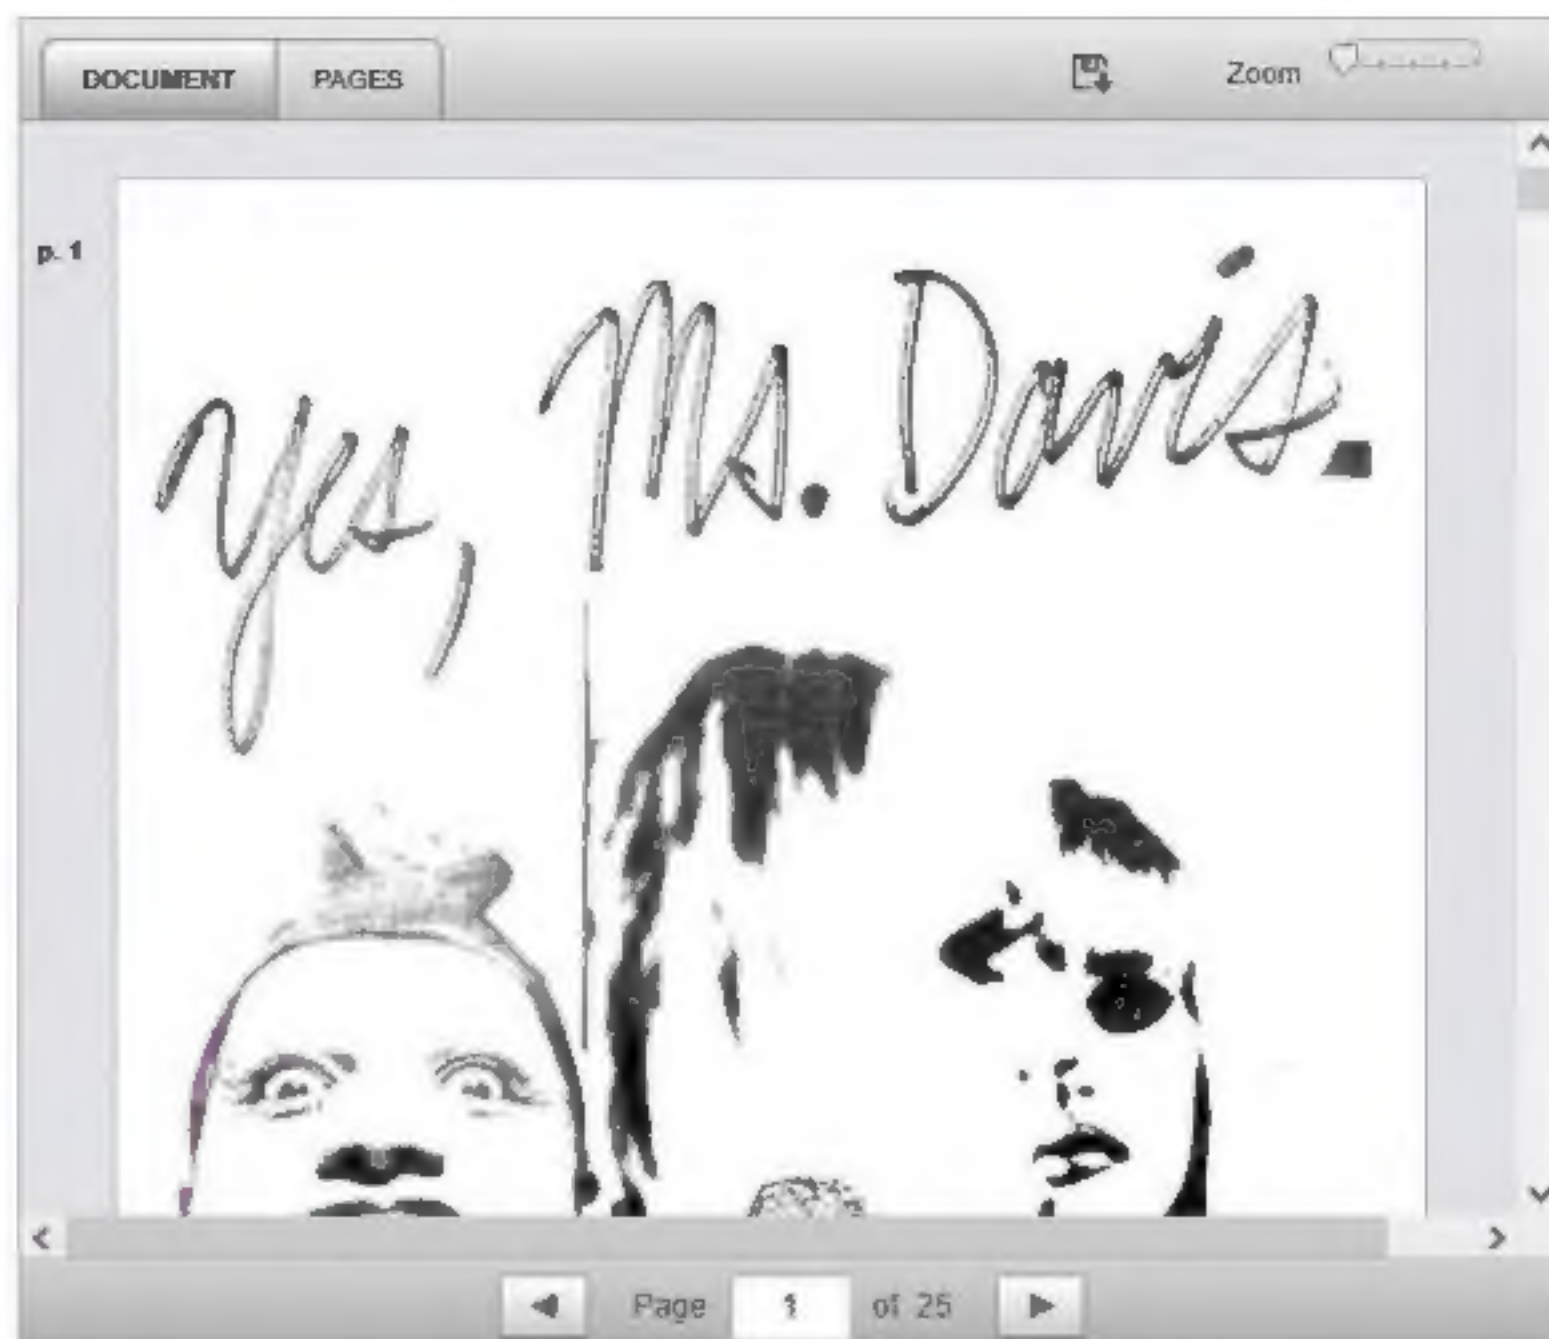 DOCUMENT PAGES Zoom
p. 1
Yes, Ms. Davis.
Page 1 of 25